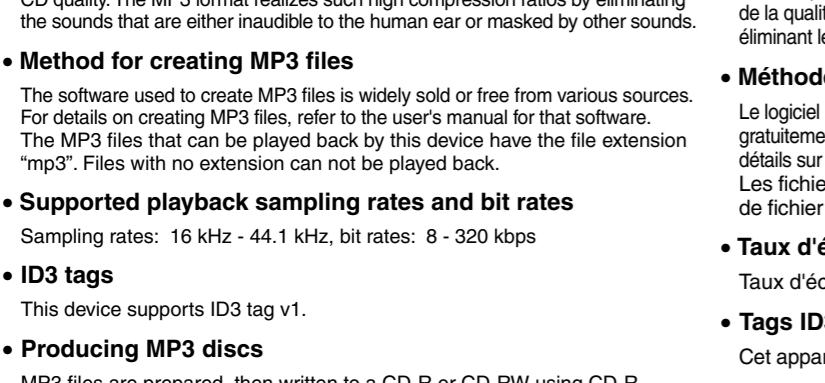 CD quality. The MP3 format realizes such high compression ratios by eliminating
the sounds that are either inaudible to the human ear or masked by other sounds.
• Method for creating MP3 files
The software used to create MP3 files is widely sold or free from various sources.
For details on creating MP3 files, refer to the user's manual for that software.
The MP3 files that can be played back by this device have the file extension
“mp3”. Files with no extension can not be played back.
• Supported playback sampling rates and bit rates
Sampling rates: 16 kHz - 44.1 kHz, bit rates: 8 - 320 kbps
• ID3 tags
This device supports ID3 tag v1.
• Producing MP3 discs
MP3 files are prepared, then written to a CD-R or CD-RW using CD-R
de la qualit
éliminant le
• Méthode
Le logiciel
gratuiteme
détails sur
Les fichie
de fichier
• Taux d'é
Taux d'éc
• Tags ID3
Cet appar